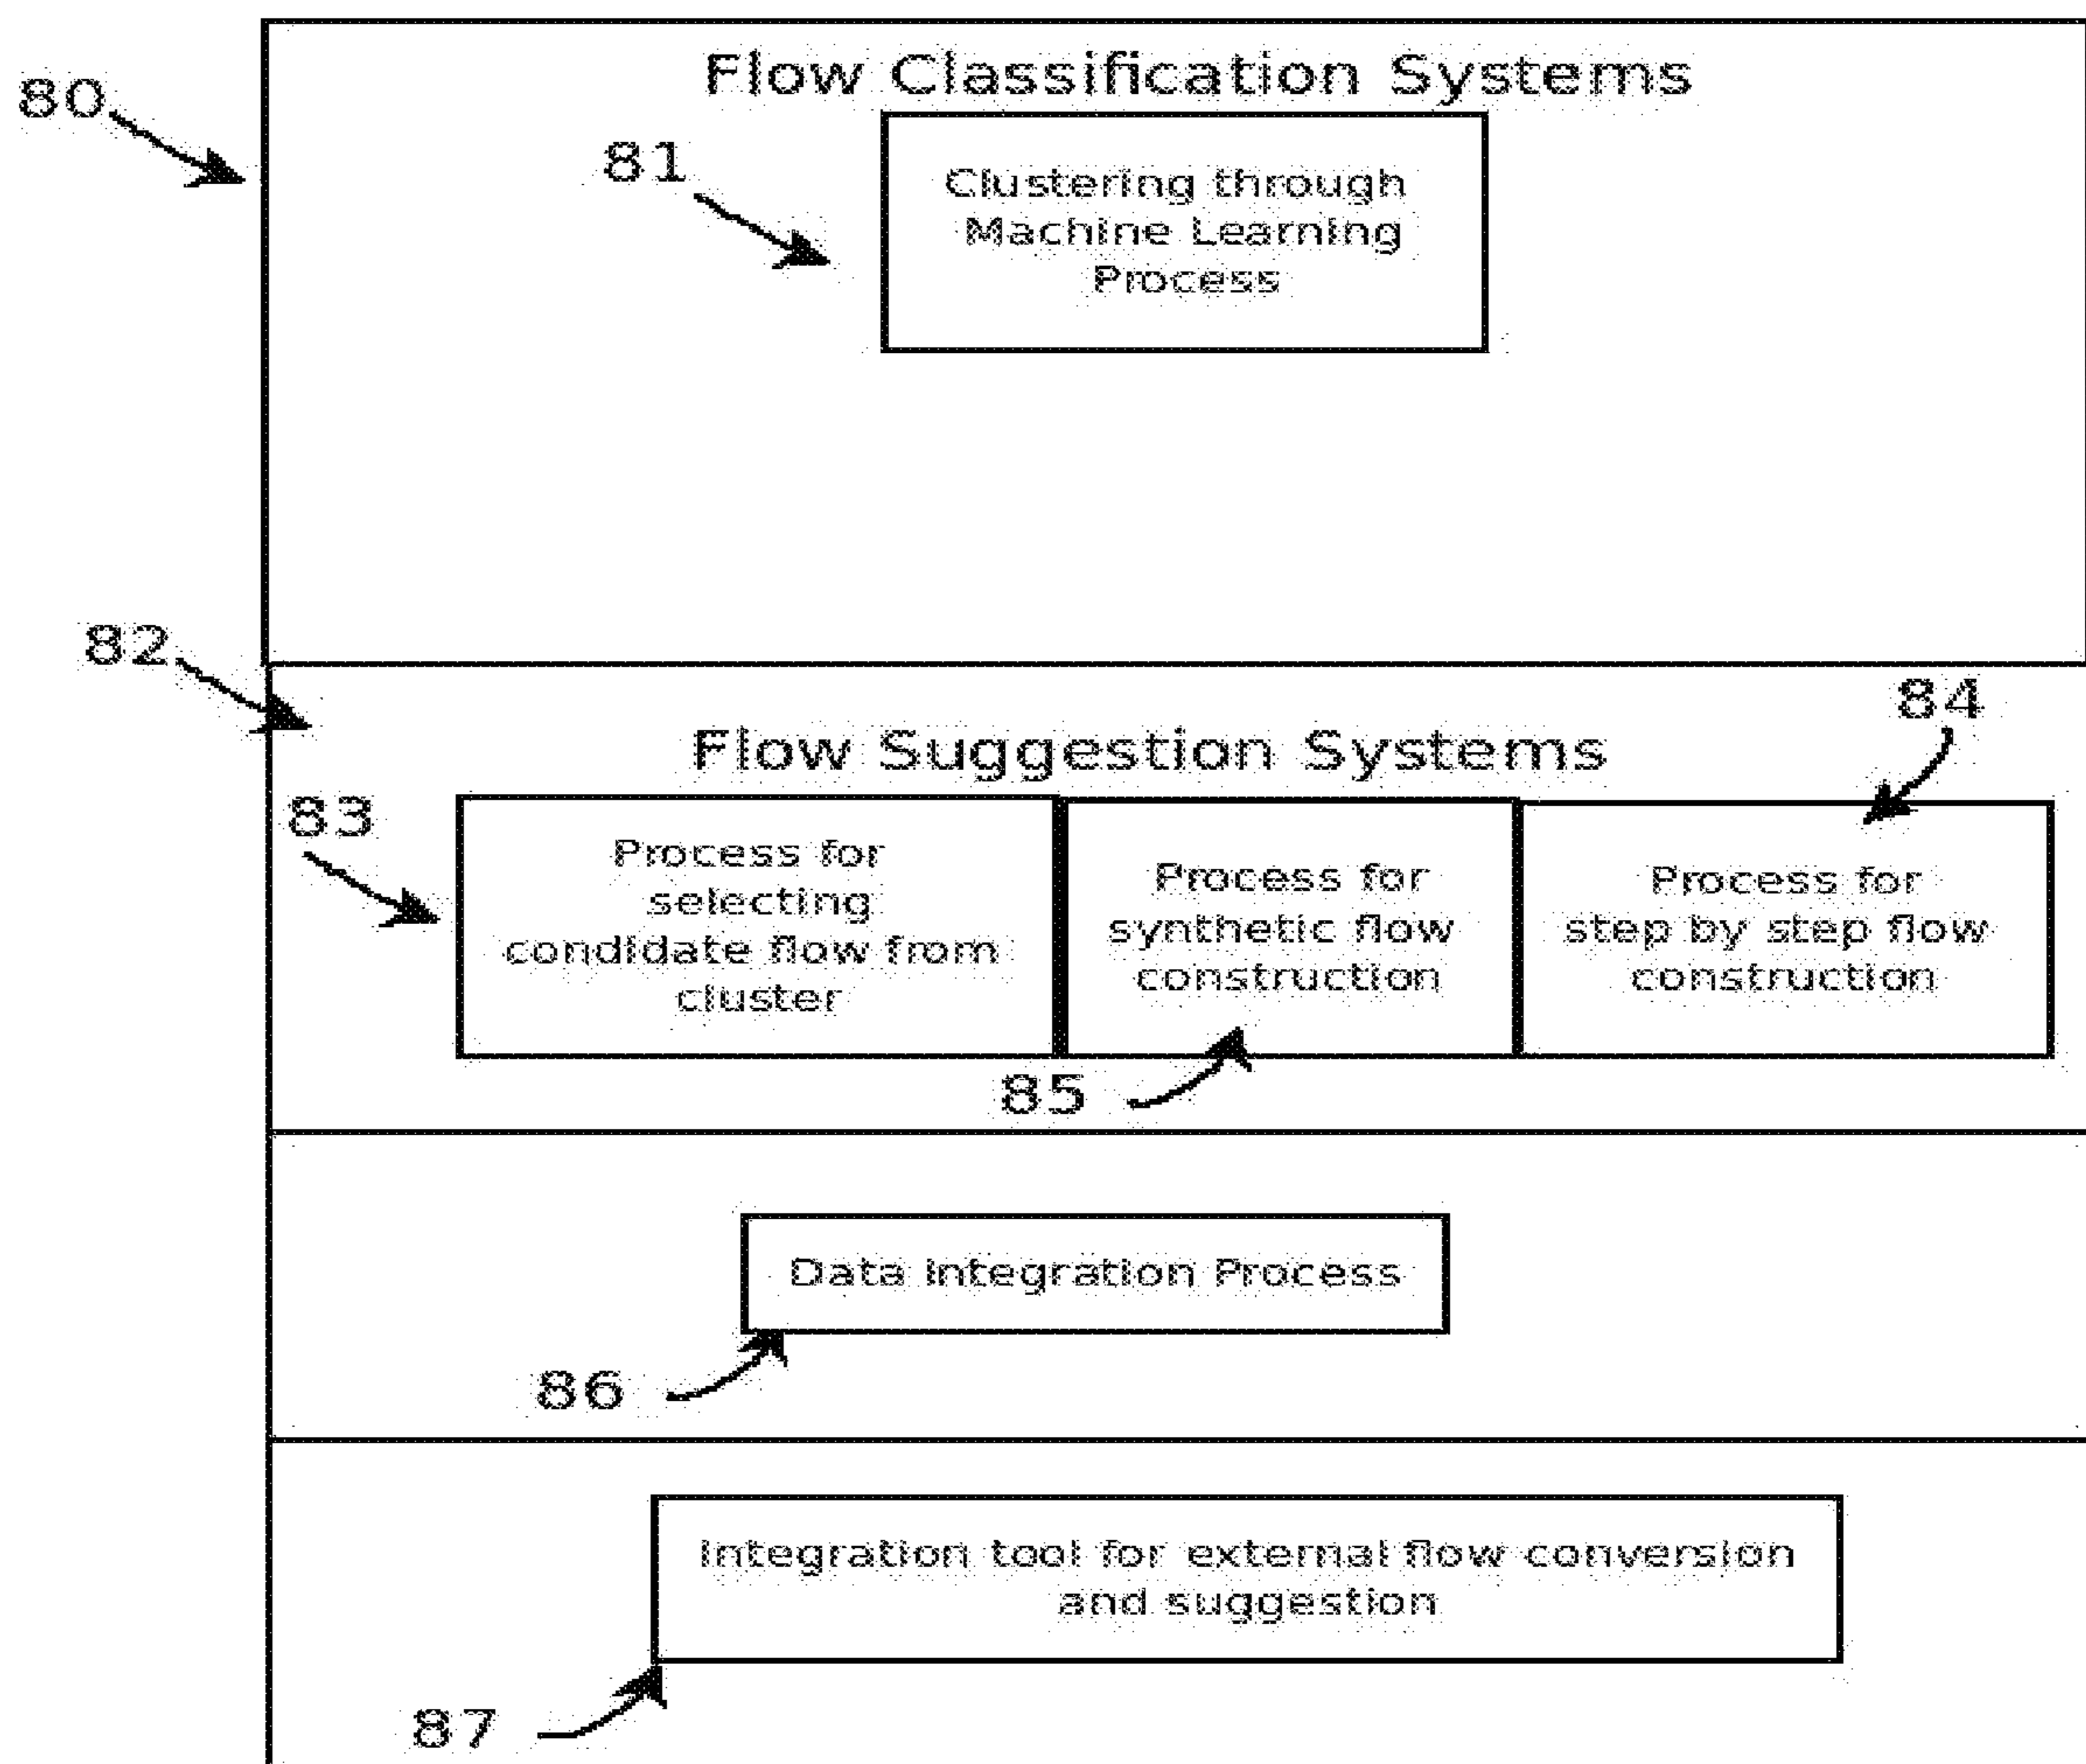 Flow Classification Systems
80
81
Clustering through
Machine Learning
Process
82
84
Flow Suggestion Systems
83
Process for
selecting
condidate flow from
cluster
Process for
synthetic flow
construction
Process for
step by step flow
construction
85
Data Integration Process
86
Integration tool for external flow conversion
and suggestion
87